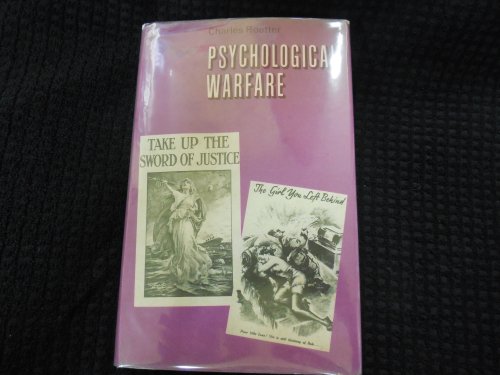 Charles Roetter
PSYCHOLOGICAL
WARFARE
TAKE UP THE
SWORD OF JUSTICE
The Girl You Left Behind